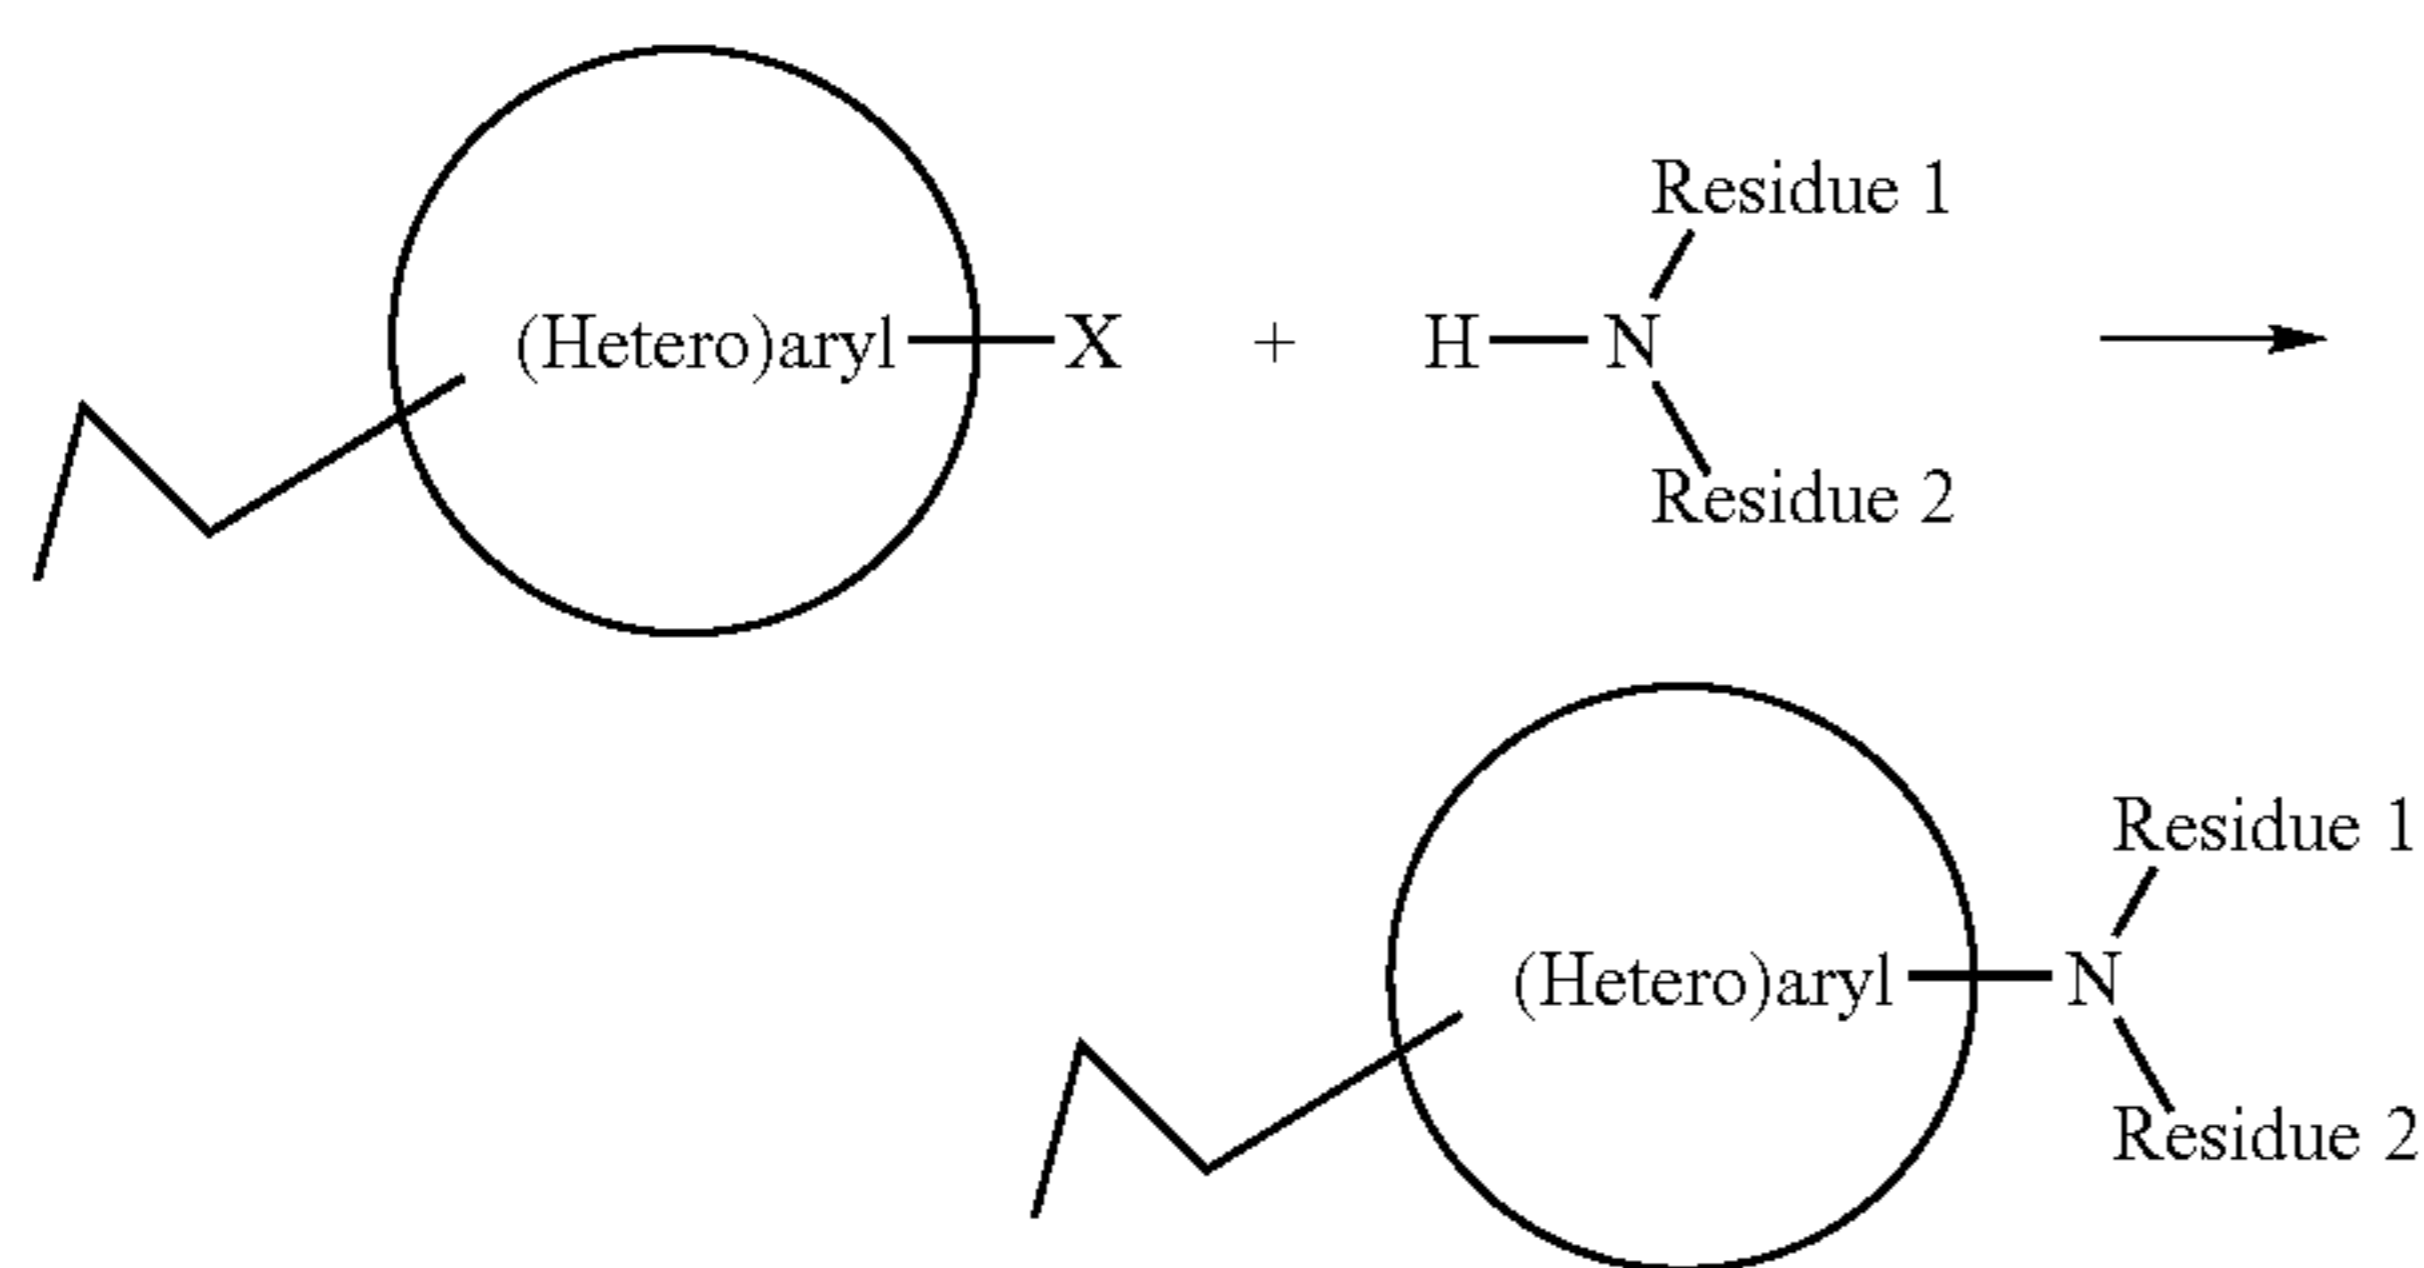 Residue 1
(Hetero)aryl X + H N
Residue 2
Residue 1
(Hetero)aryl N
Residue 2